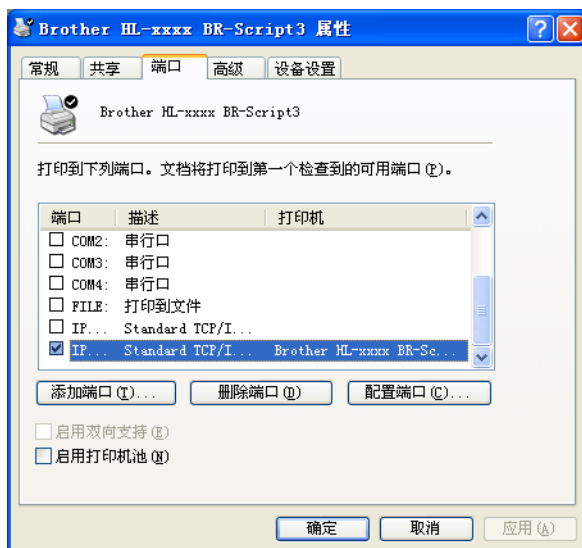 Brother HL-xxxx BR-Script3 属性
常规 共享 端口 高级 设备设置
Brother HL-xxxx BR-Script3
打印到下列端口。文档将打印到第一个检查到的可用端口(P)。
端口 描述 打印机
COM2: 串行口
COM3: 串行口
COM4: 串行口
FILE: 打印到文件
IP... Standard TCP/I...
IP... Standard TCP/I... Brother HL-xxxx BR-Sc...
添加端口(T)... 删除端口(D) 配置端口(C)...
启用双向支持(E)
启用打印机池(N)
确定 取消 应用(A)